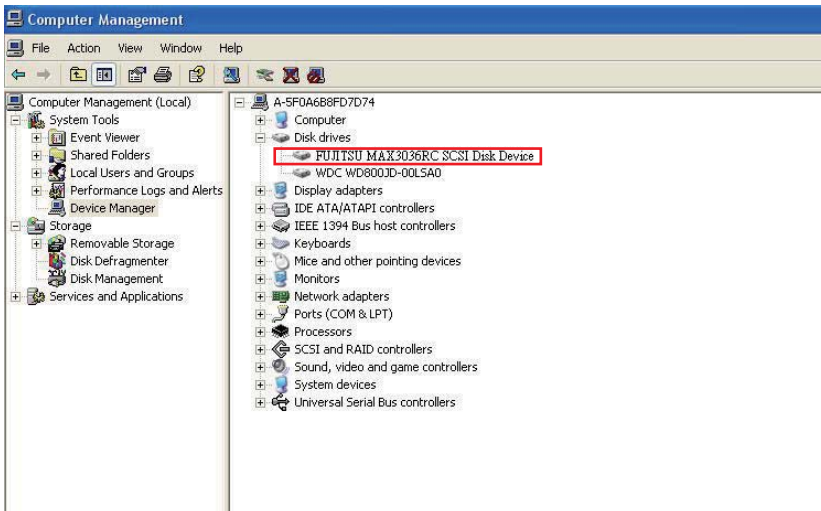 Computer Management
File Action View Window Help
Computer Management (Local)
System Tools
Event Viewer
Shared Folders
Local Users and Groups
Performance Logs and Alerts
Device Manager
Storage
Removable Storage
Disk Defragmenter
Disk Management
Services and Applications
A-5F0A6B8FD7D74
Computer
Disk drives
FUJITSU MAX3036RC SCSI Disk Device
WDC WD800JD-00LSA0
Display adapters
IDE ATA/ATAPI controllers
IEEE 1394 Bus host controllers
Keyboards
Mice and other pointing devices
Monitors
Network adapters
Ports (COM & LPT)
Processors
SCSI and RAID controllers
Sound, video and game controllers
System devices
Universal Serial Bus controllers